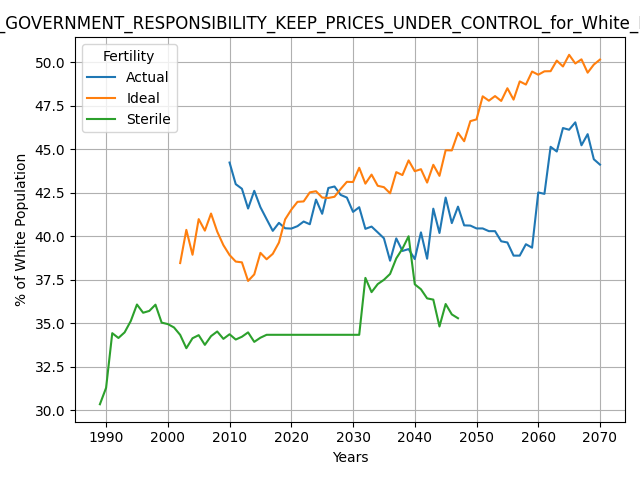 _GOVERNMENT_RESPONSIBILITY_KEEP_PRICES_UNDER_CONTROL_for_White_
Fertility
Actual
Ideal
Sterile
50.0
47.5
45.0
42.5
40.0
37.5
35.0
32.5
30.0
% of White Population
1990 2000 2010 2020 2030 2040 2050 2060 2070
Years